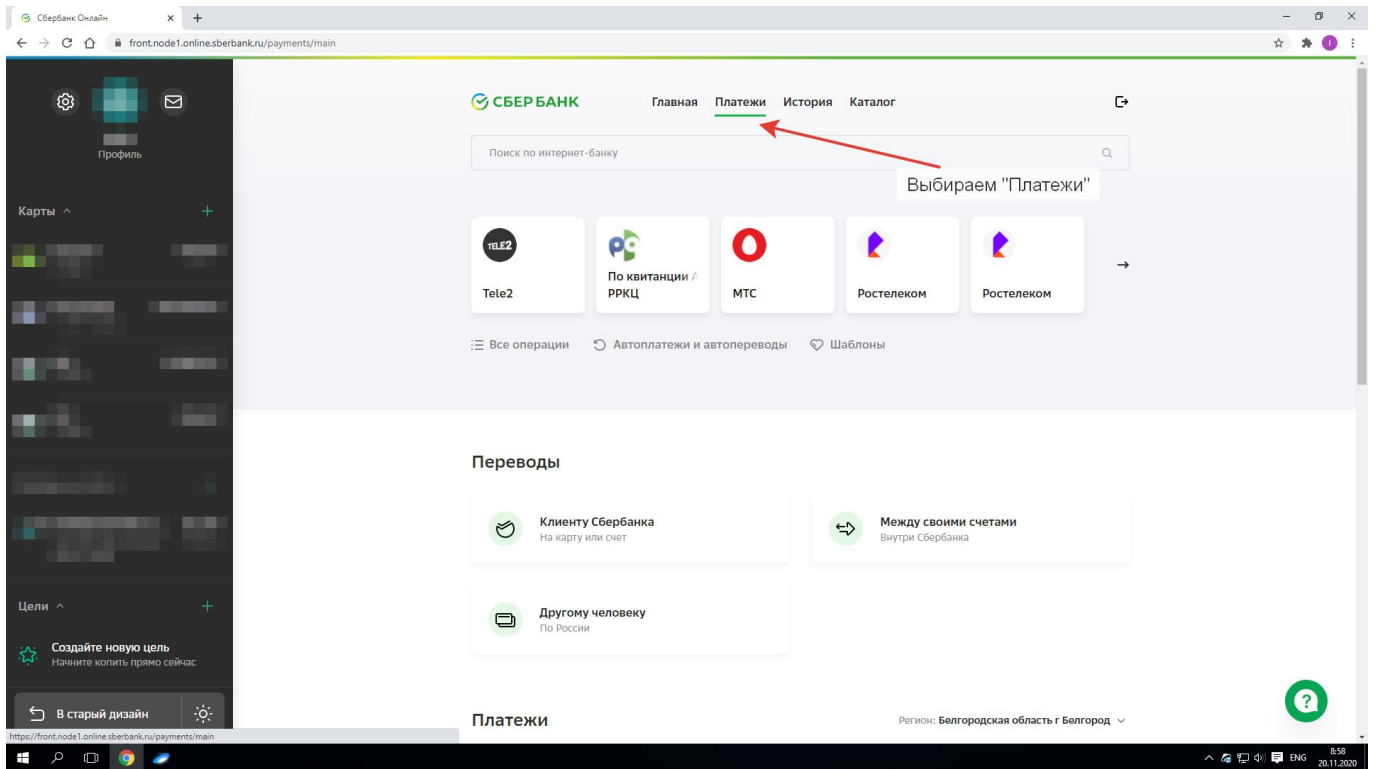 Сбербанк Онлайн
front.node1.online.sberbank.ru/payments/main
I
Профиль
Карты
Цели
Создайте новую цель
Начните копить прямо сейчас
В старый дизайн
https://front.node1.online.sberbank.ru/payments/main
СБЕРБАНК
Главная Платежи История Каталог
Поиск по интернет-банку
Выбираем "Платежи"
TELE2
Tele2
По квитанции
РРКЦ
МТС
Ростелеком
Ростелеком
Все операции Автоплатежи и автопереводы Шаблоны
Переводы
Клиенту Сбербанка
На карту или счет
Между своими счетами
Внутри Сбербанка
Другому человеку
По России
Платежи
Регион: Белгородская область г Белгород
?
ENG
8:58
20.11.2020